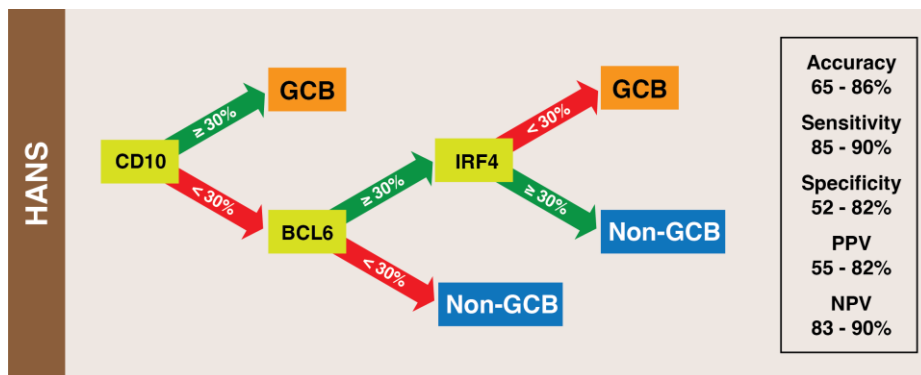 HANS
CD10
≥ 30%
GCB
< 30%
BCL6
≥ 30%
IRF4
< 30%
GCB
≥ 30%
Non-GCB
< 30%
Non-GCB
Accuracy
65 - 86%
Sensitivity
85 - 90%
Specificity
52 - 82%
PPV
55 - 82%
NPV
83 - 90%